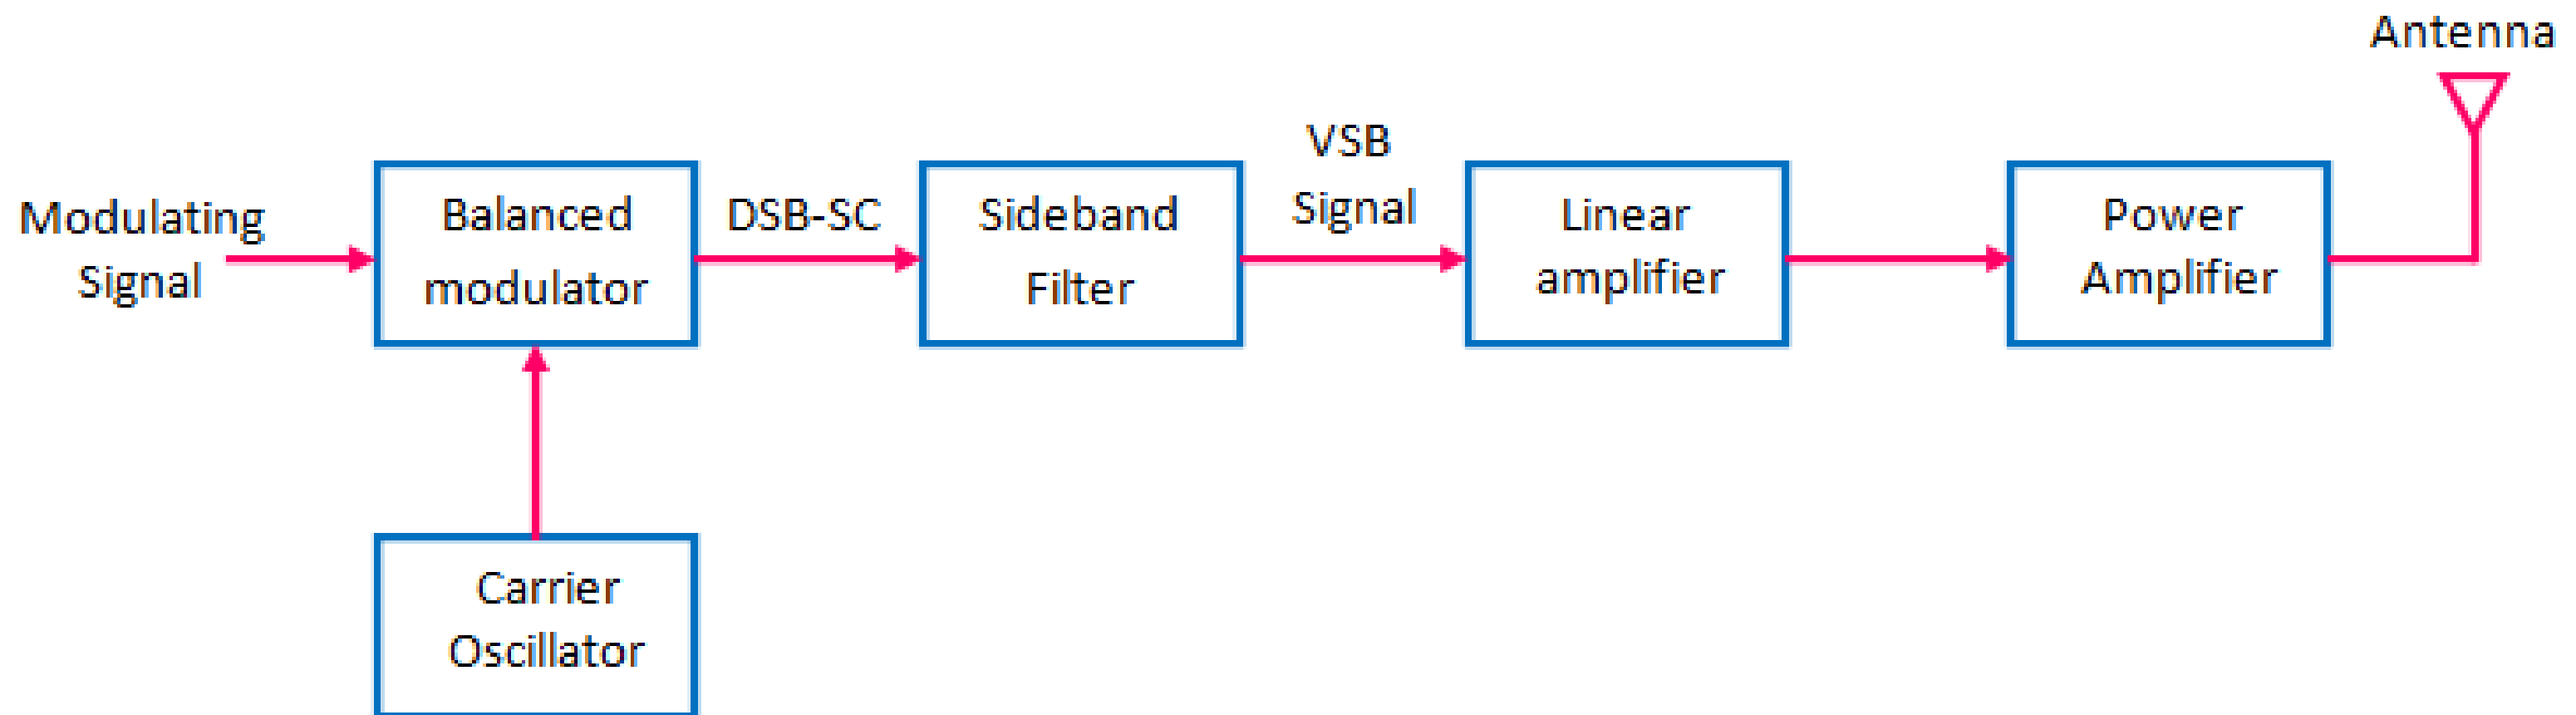 Antenna
Modulating
Signal
Balanced
modulator
DSB-SC
Sideband
Filter
VSB
Signal
Linear
amplifier
Power
Amplifier
Carrier
Oscillator